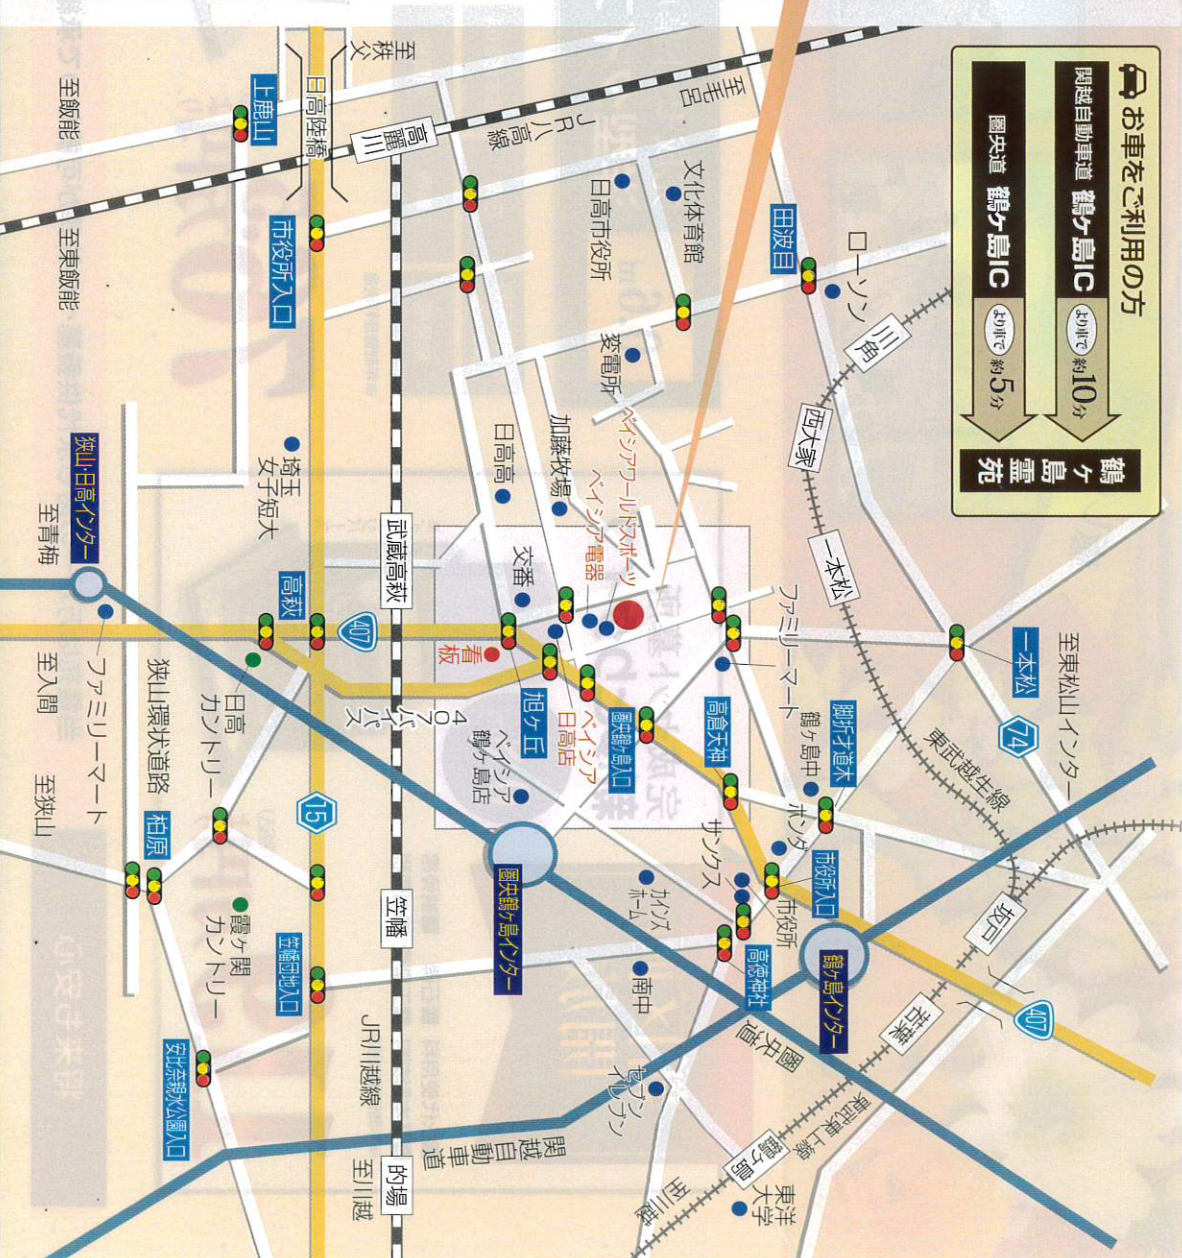 お車をご利用の方
関越自動車道 鶴ヶ島IC より車で 約10分
圏央道 鶴ヶ島IC より車で 約5分
鶴ヶ島霊苑
至東松山インター
74
一本松
東武越生線
坂戸
407
若葉
東武東上線
鶴ヶ島
至川越
東洋大学
ローソン
川角
西大家
一本松
田波目
ファミリーマート
脚折才道木
鶴ヶ島中
ホンダ
市役所入口
市役所
鶴ヶ島インター
高徳神社
圏央道
至毛呂
文化体育館
日高市役所
変電所
高倉天神
サンクス
カインズホーム
南中
セブンイレブン
JR八高線
ベイシアワールドスポーツ
ベイシア電器
加藤牧場
日高高
交番
圏央鶴ヶ島入口
ベイシア日高店
旭ヶ丘
看板
ベイシア鶴ヶ島店
圏央鶴ヶ島インター
関越自動車道
至秩父
高麗川
武蔵高萩
407バイパス
笠幡
JR川越線
的場
至川越
日高陸橋
市役所入口
407
15
上鹿山
埼玉女子短大
高萩
日高カントリー
霞ヶ関カントリー
笠幡団地入口
安比奈親水公園入口
狭山環状道路
柏原
狭山・日高インター
ファミリーマート
至飯能
至東飯能
至青梅
至入間
至狭山